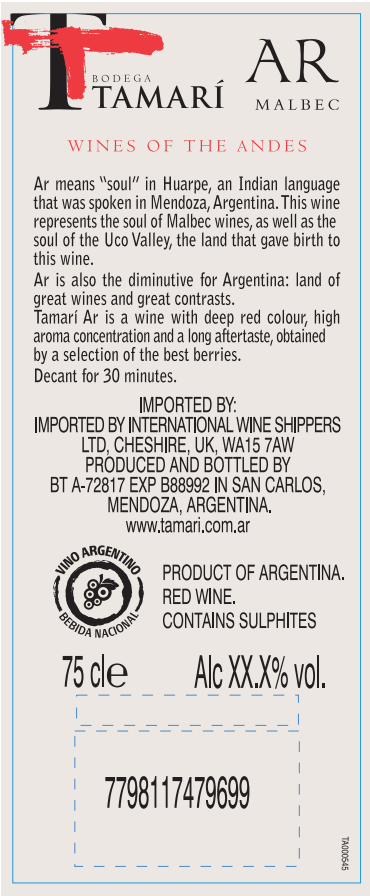 T
BODEGA
TAMARÍ
AR
MALBEC
WINES OF THE ANDES
Ar means "soul" in Huarpe, an Indian language
that was spoken in Mendoza, Argentina. This wine
represents the soul of Malbec wines, as well as the
soul of the Uco Valley, the land that gave birth to
this wine.
Ar is also the diminutive for Argentina: land of
great wines and great contrasts.
Tamarí Ar is a wine with deep red colour, high
aroma concentration and a long aftertaste, obtained
by a selection of the best berries.
Decant for 30 minutes.
IMPORTED BY:
IMPORTED BY INTERNATIONAL WINE SHIPPERS
LTD, CHESHIRE, UK, WA15 7AW
PRODUCED AND BOTTLED BY
BT A-72817 EXP B88992 IN SAN CARLOS,
MENDOZA, ARGENTINA.
www.tamari.com.ar
VINO ARGENTINO
BEBIDA NACIONAL
PRODUCT OF ARGENTINA.
RED WINE.
CONTAINS SULPHITES
75 cl℮
Alc XX.X% vol.
7798117479699
TA000545